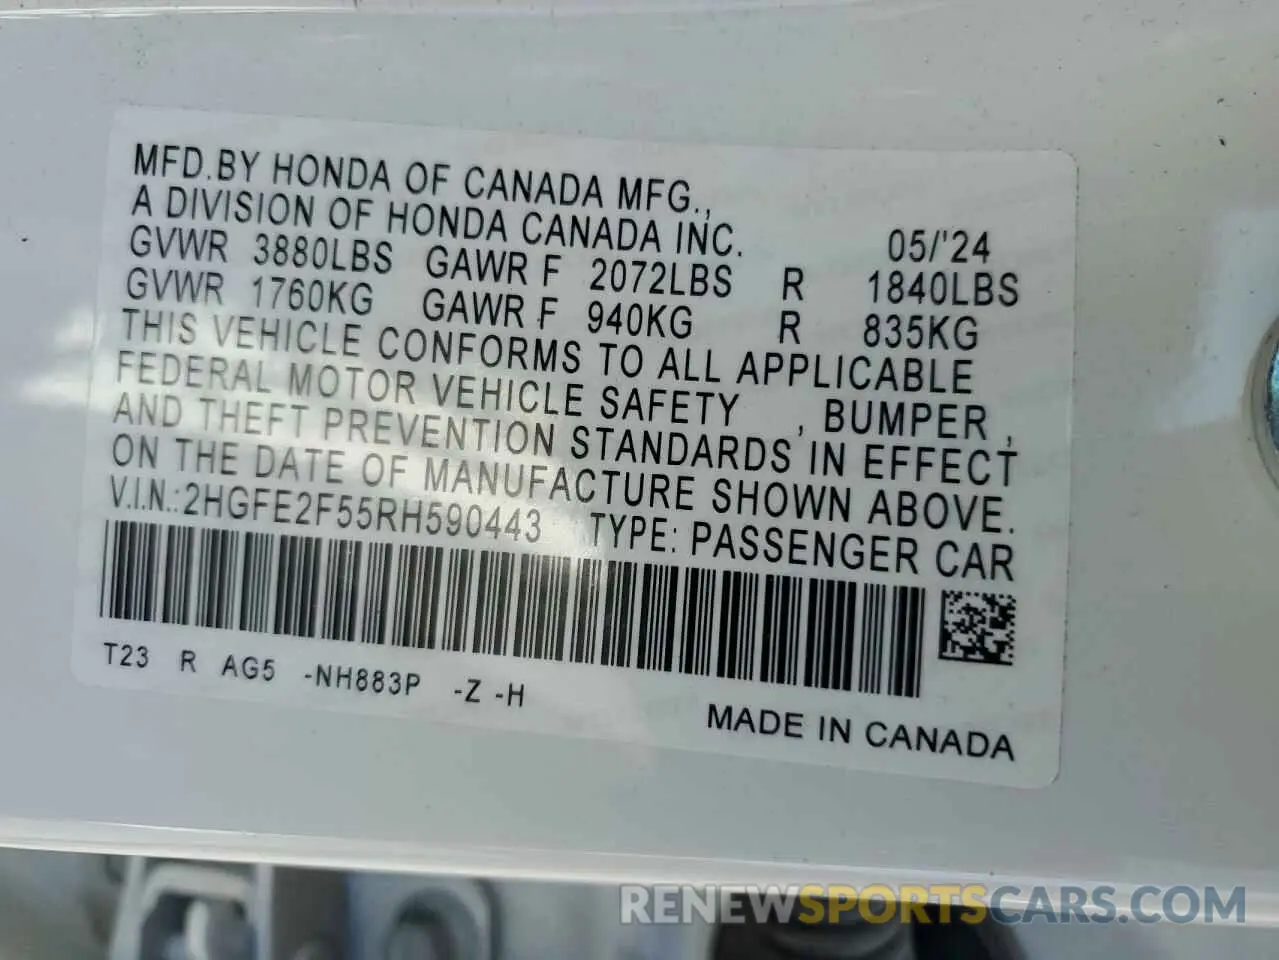 MFD.BY HONDA OF CANADA MFG.,
A DIVISION OF HONDA CANADA INC. 05/'24
GVWR 3880LBS GAWR F 2072LBS R 1840LBS
GVWR 1760KG GAWR F 940KG R 835KG
THIS VEHICLE CONFORMS TO ALL APPLICABLE
FEDERAL MOTOR VEHICLE SAFETY , BUMPER ,
AND THEFT PREVENTION STANDARDS IN EFFECT
ON THE DATE OF MANUFACTURE SHOWN ABOVE.
V.I.N.:2HGFE2F55RH590443 TYPE: PASSENGER CAR
T23 R AG5 -NH883P -Z -H
MADE IN CANADA
RENEWSPORTSCARS.COM